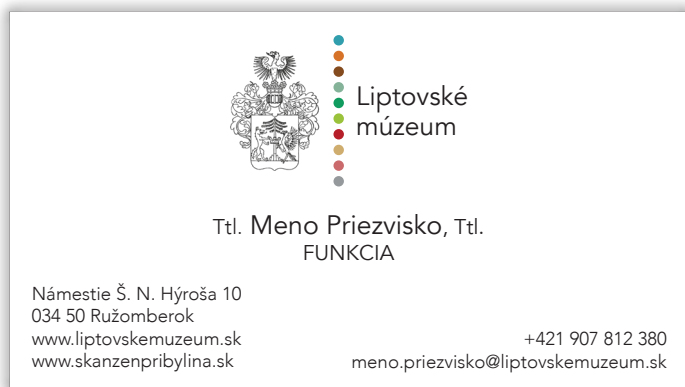 Liptovské
múzeum
Ttl. Meno Priezvisko, Ttl.
FUNKCIA
Námestie Š. N. Hýroša 10
034 50 Ružomberok
www.liptovskemuzeum.sk
www.skanzenpribylina.sk
+421 907 812 380
meno.priezvisko@liptovskemuzeum.sk